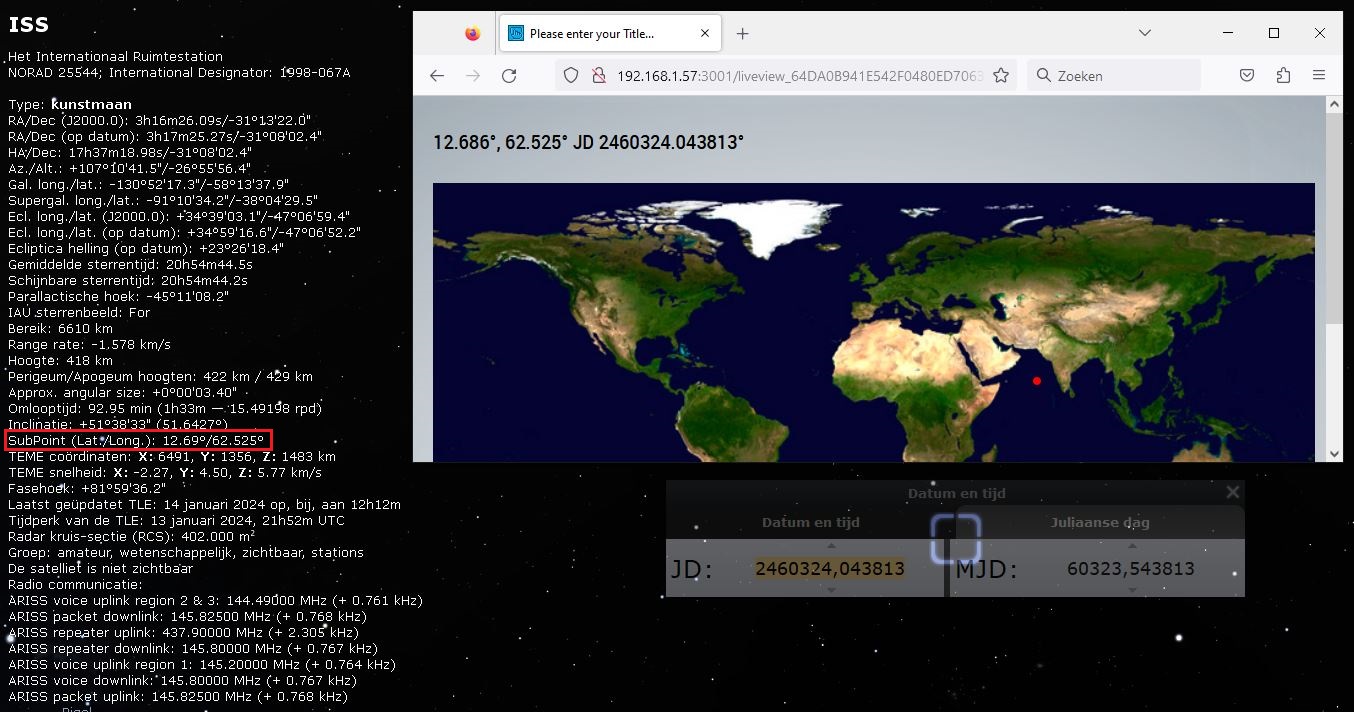 ISS
Het Internationaal Ruimtestation
NORAD 25544; International Designator: 1998-067A
Type: kunstmaan
RA/Dec (J2000.0): 3h16m26.09s/-31°13'22.0"
RA/Dec (op datum): 3h17m25.27s/-31°08'02.4"
HA/Dec: 17h37m18.98s/-31°08'02.4"
Az./Alt.: +107°10'41.5"/-26°55'56.4"
Gal. long./lat.: -130°52'17.3"/-58°13'37.9"
Supergal. long./lat.: -91°10'34.2"/-38°04'29.5"
Ecl. long./lat. (J2000.0): +34°39'03.1"/-47°06'59.4"
Ecl. long./lat. (op datum): +34°59'16.6"/-47°06'52.2"
Ecliptica helling (op datum): +23°26'18.4"
Gemiddelde sterrentijd: 20h54m44.5s
Schijnbare sterrentijd: 20h54m44.2s
Parallactische hoek: -45°11'08.2"
IAU sterrenbeeld: For
Bereik: 6610 km
Range rate: -1,578 km/s
Hoogte: 418 km
Perigeum/Apogeum hoogten: 422 km / 429 km
Approx. angular size: +0°00'03.40"
Omlooptijd: 92.95 min (1h33m — 15.49198 rpd)
Inclinatie: +51°38'33" (51.6427°)
SubPoint (Lat./Long.): 12.69°/62.525°
TEME coördinaten: X: 6491, Y: 1356, Z: 1483 km
TEME snelheid: X: -2.27, Y: 4.50, Z: 5.77 km/s
Fasehoek: +81°59'36.2"
Laatst geüpdatet TLE: 14 januari 2024 op, bij, aan 12h12m
Tijdperk van de TLE: 13 januari 2024, 21h52m UTC
Radar kruis-sectie (RCS): 402.000 m²
Groep: amateur, wetenschappelijk, zichtbaar, stations
De satelliet is niet zichtbaar
Radio communicatie:
ARISS voice uplink region 2 & 3: 144.49000 MHz (+ 0.761 kHz)
ARISS packet downlink: 145.82500 MHz (+ 0.768 kHz)
ARISS repeater uplink: 437.90000 MHz (+ 2.305 kHz)
ARISS repeater downlink: 145.80000 MHz (+ 0.767 kHz)
ARISS voice uplink region 1: 145.20000 MHz (+ 0.764 kHz)
ARISS voice downlink: 145.80000 MHz (+ 0.767 kHz)
ARISS packet uplink: 145.82500 MHz (+ 0.768 kHz)
Rigel
Please enter your Title...
192.168.1.57:3001/liveview_64DA0B941E542F0480ED7063
Zoeken
12.686°, 62.525° JD 2460324.043813°
Datum en tijd
Datum en tijd
Juliaanse dag
JD: 2460324,043813
MJD: 60323,543813